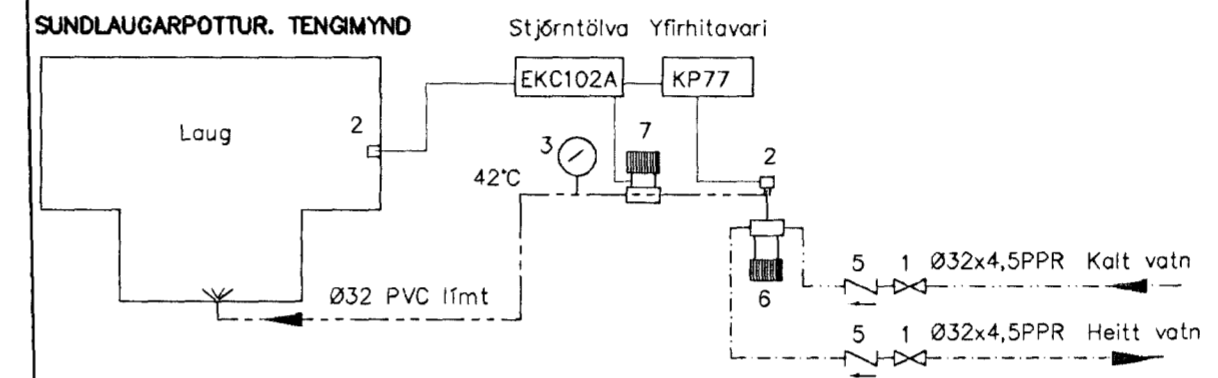 SUNDLAUGARPOTTUR. TENGIMYND
Stjórntölva Yfirhitavari
EKC102A KP77
Laug
2
3
7
2
42°C
6
5 1 Ø32x4,5PPR Kalt vatn
Ø32 PVC límt
5 1 Ø32x4,5PPR Heitt vatn